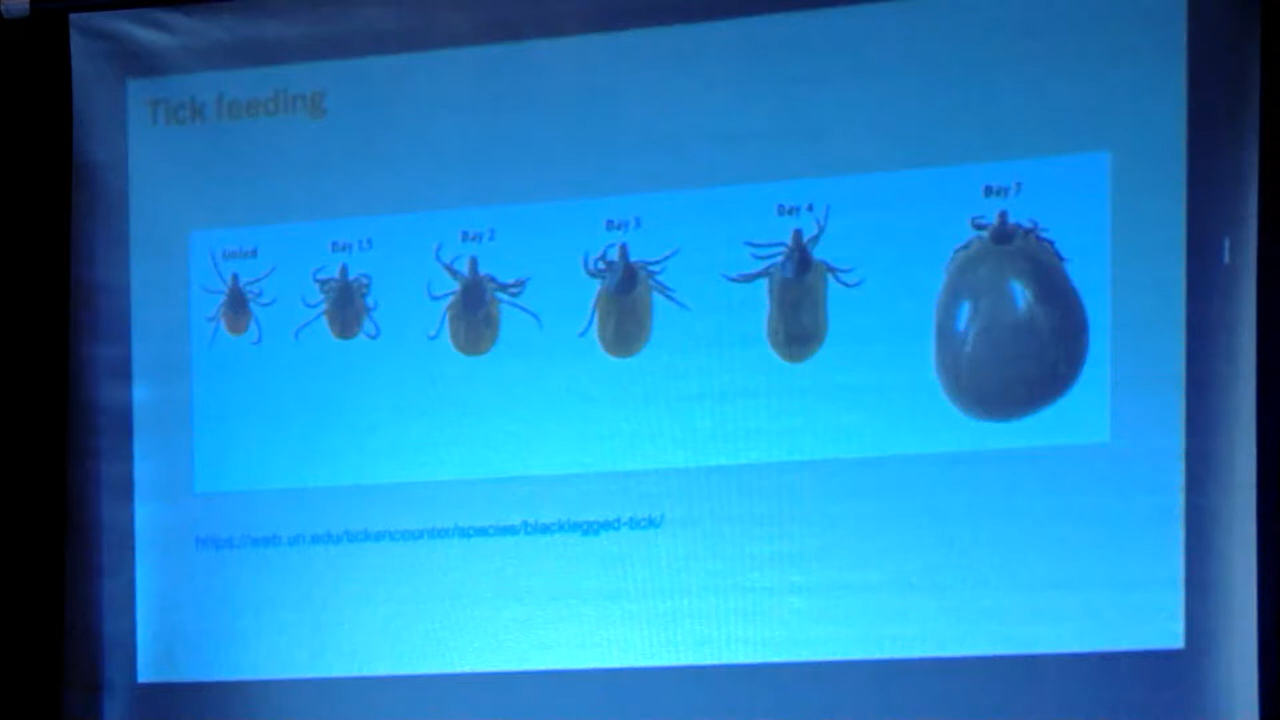 Tick feeding
Unfed
Day 1.5
Day 2
Day 3
Day 4
Day 7
https://web.uri.edu/tickencounter/species/blacklegged-tick/